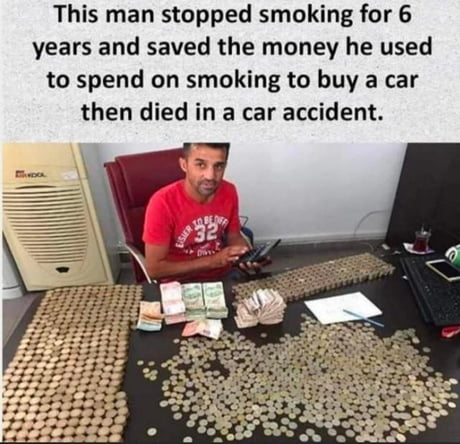 This man stopped smoking for 6
years and saved the money he used
to spend on smoking to buy a car
then died in a car accident.
32